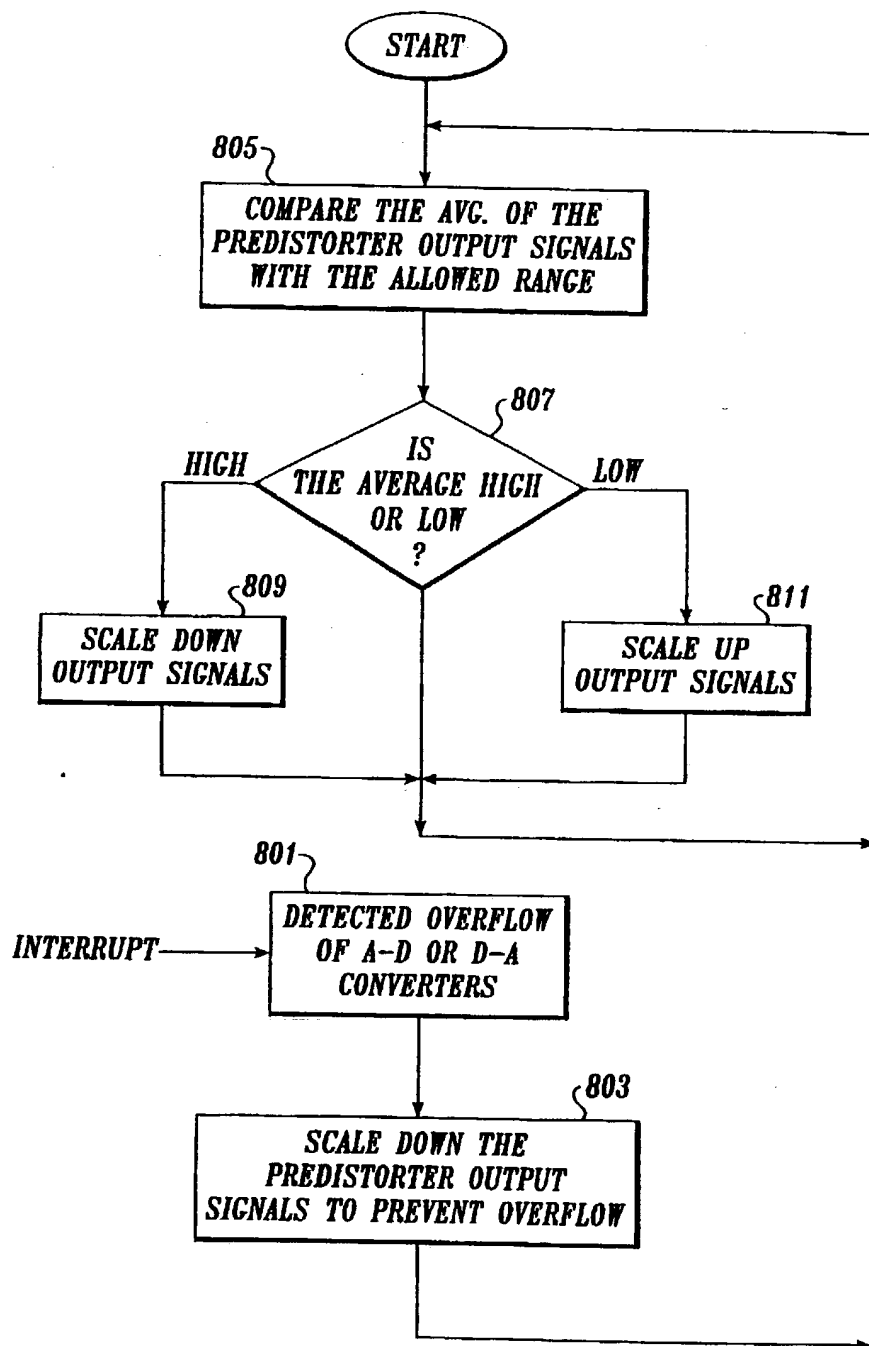 START
805
COMPARE THE AVG. OF THE
PREDISTORTER OUTPUT SIGNALS
WITH THE ALLOWED RANGE
807
IS
THE AVERAGE HIGH
OR LOW
?
HIGH
LOW
809
SCALE DOWN
OUTPUT SIGNALS
811
SCALE UP
OUTPUT SIGNALS
801
INTERRUPT
DETECTED OVERFLOW
OF A-D OR D-A
CONVERTERS
803
SCALE DOWN THE
PREDISTORTER OUTPUT
SIGNALS TO PREVENT OVERFLOW